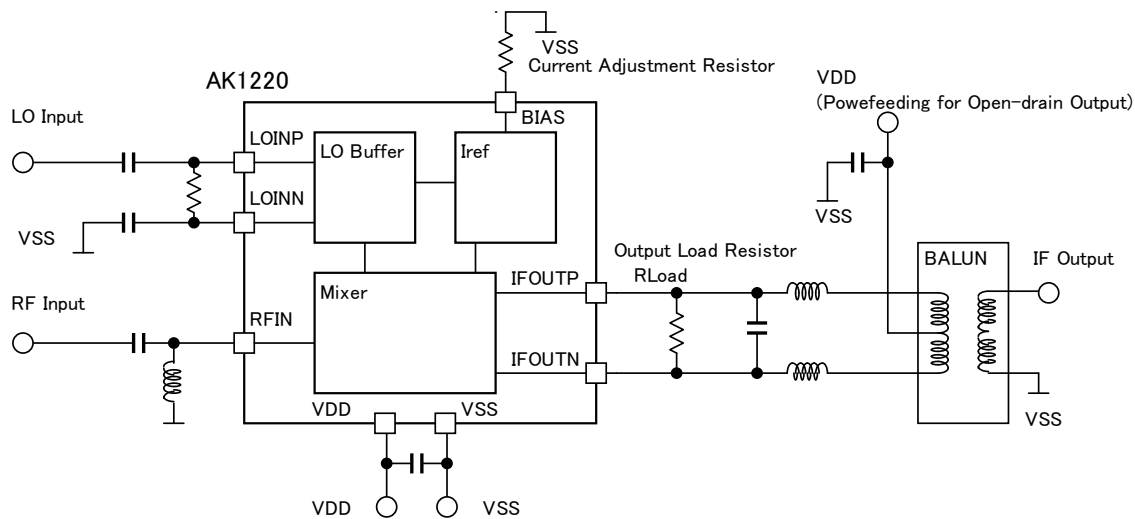 VSS
Current Adjustment Resistor
AK1220
VDD
(Powefeeding for Open-drain Output)
LO Input
BIAS
LOINP
LO Buffer
Iref
LOINN
VSS
VSS
Output Load Resistor
RLoad
BALUN
IF Output
IFOUTP
Mixer
RF Input
RFIN
IFOUTN
VDD
VSS
VSS
VDD
VSS